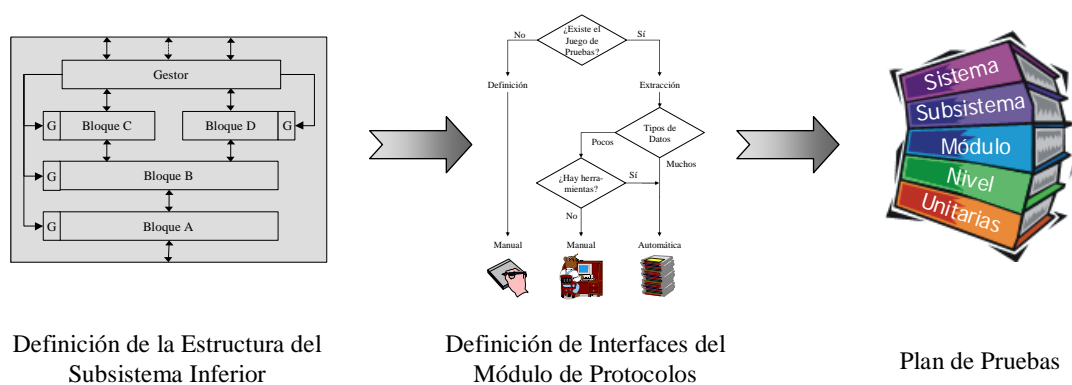 Gestor
G
Bloque C
Bloque D
G
G
Bloque B
G
Bloque A
Definición de la Estructura del
Subsistema Inferior
¿Existe el
Juego de
Pruebas?
No
Sí
Definición
Extracción
Tipos de
Datos
Pocos
Muchos
¿Hay herra-
mientas?
Sí
No
Manual
Manual
Automática
Definición de Interfaces del
Módulo de Protocolos
Sistema
Subsistema
Módulo
Nivel
Unitarias
Plan de Pruebas